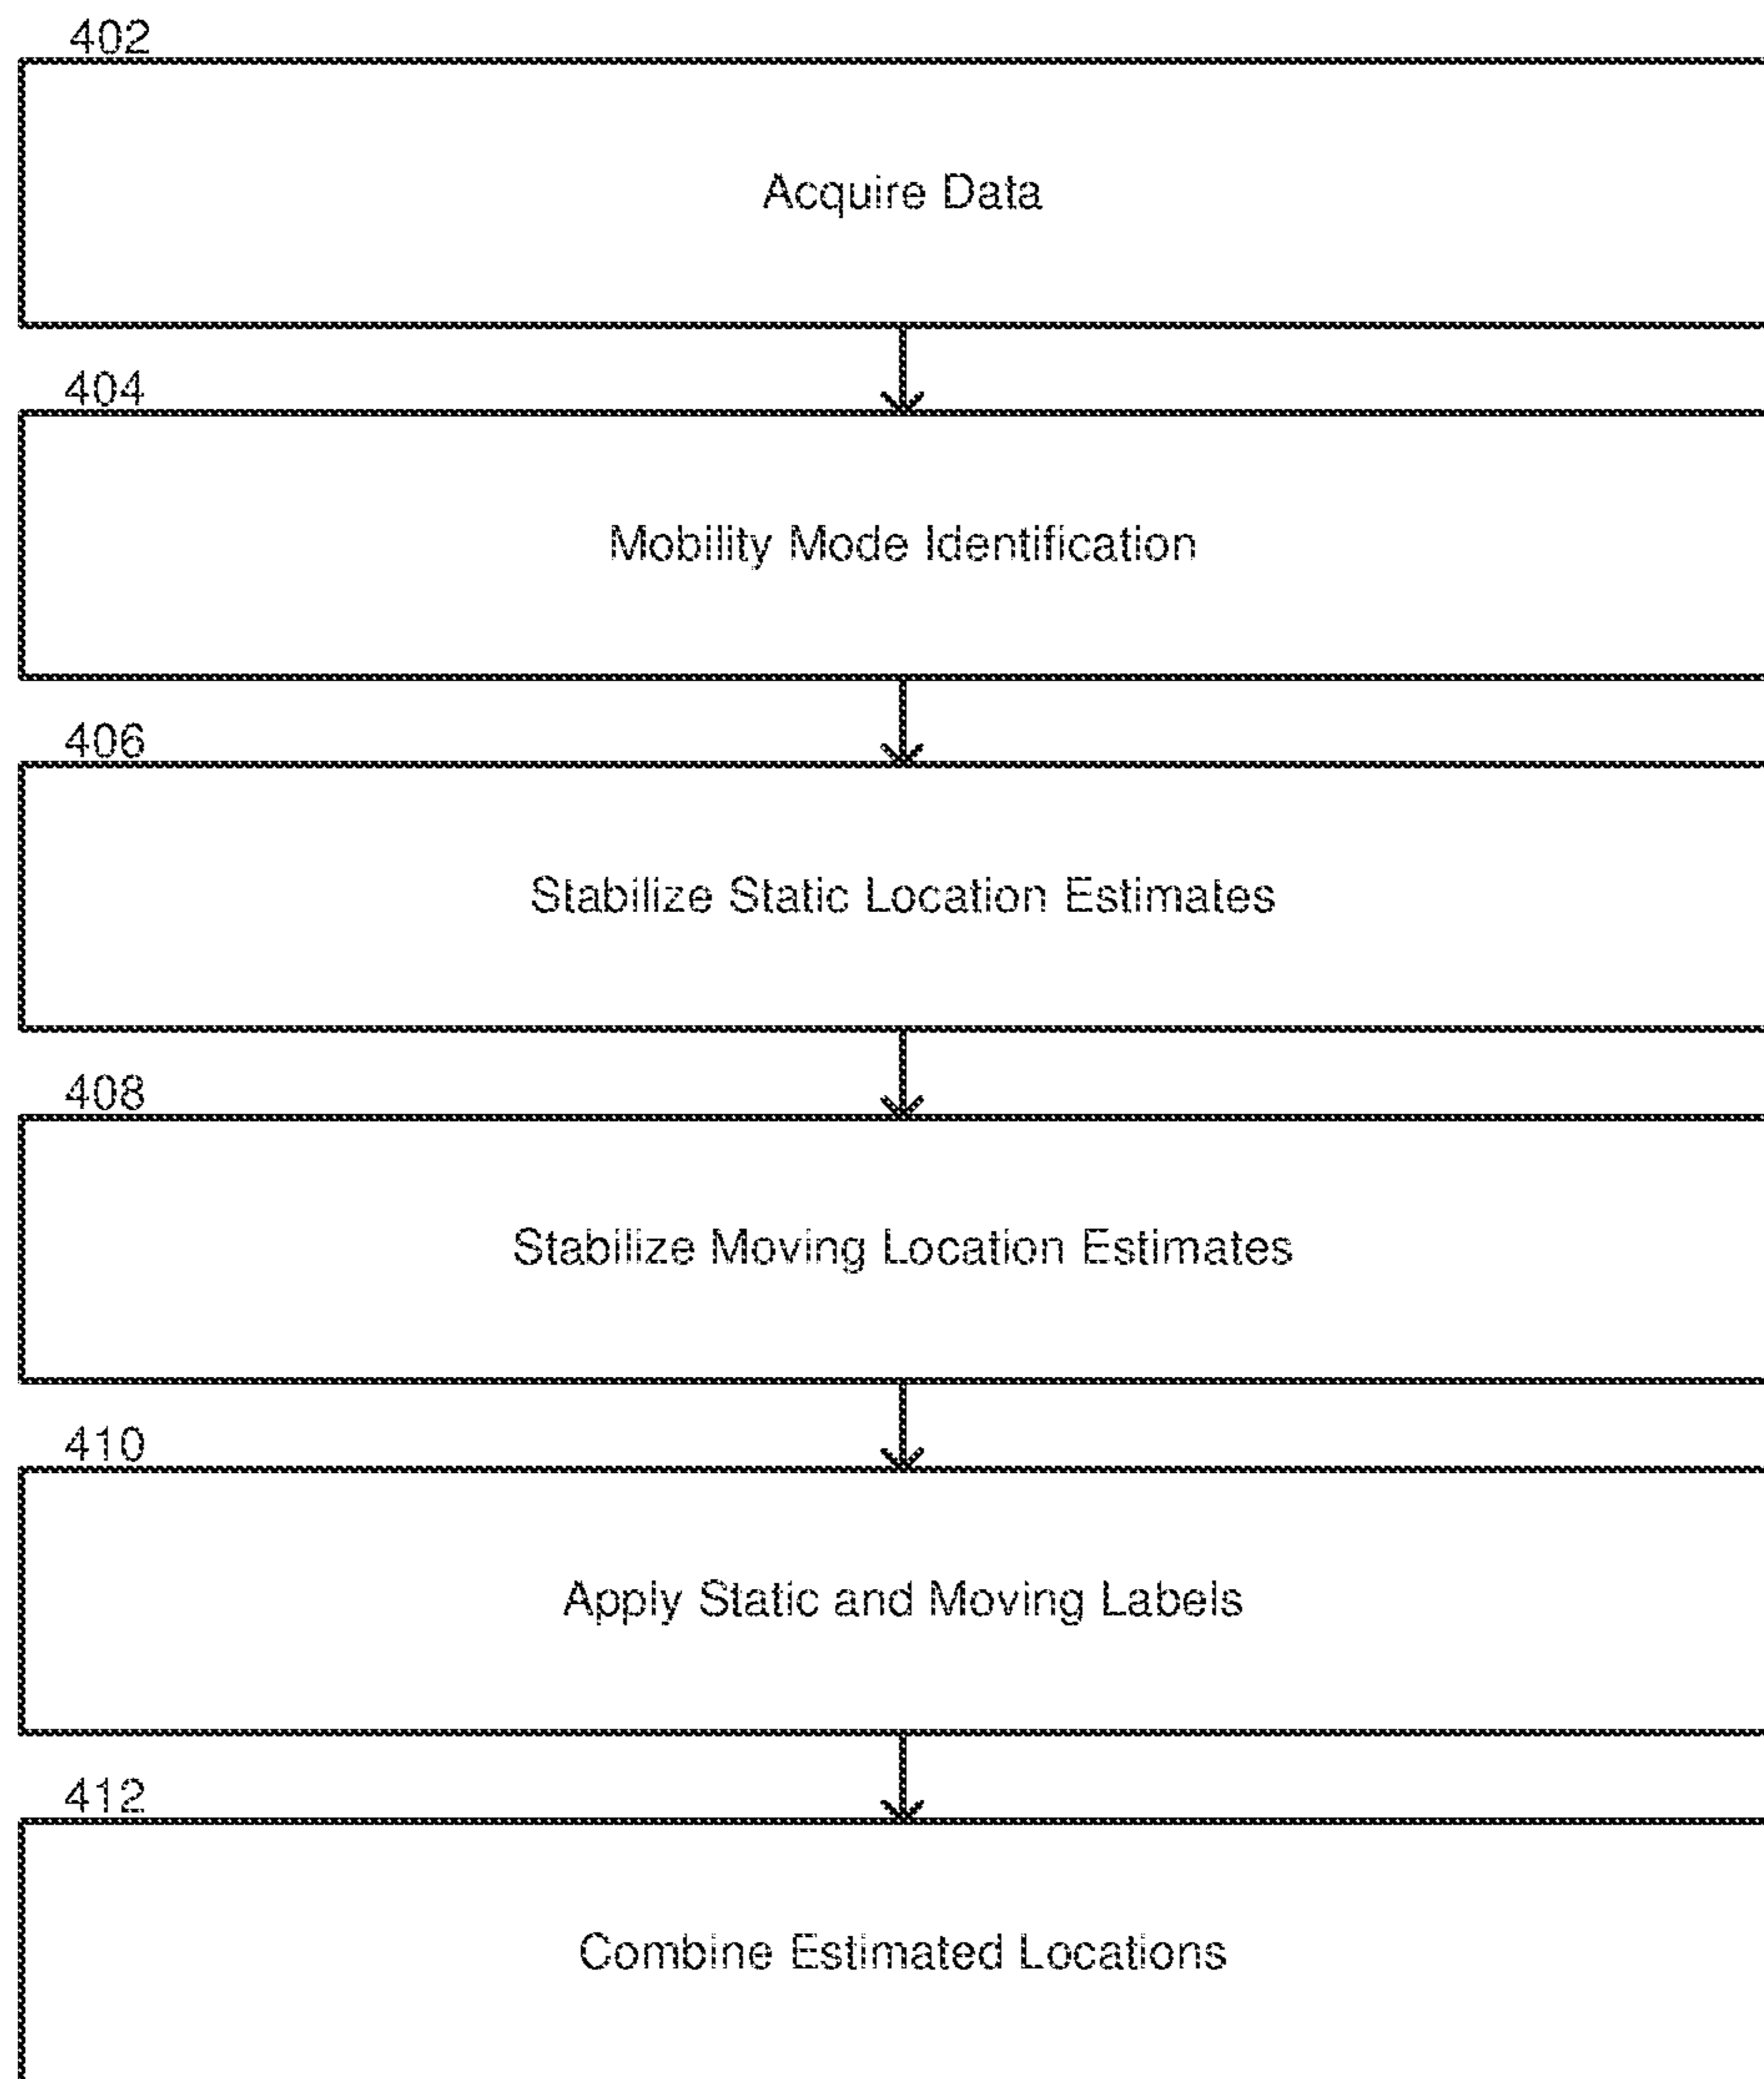 402
Acquire Data
404
Mobility Mode Identification
406
Stabilize Static Location Estimates
408
Stabilize Moving Location Estimates
410
Apply Static and Moving Labels
412
Combine Estimated Locations